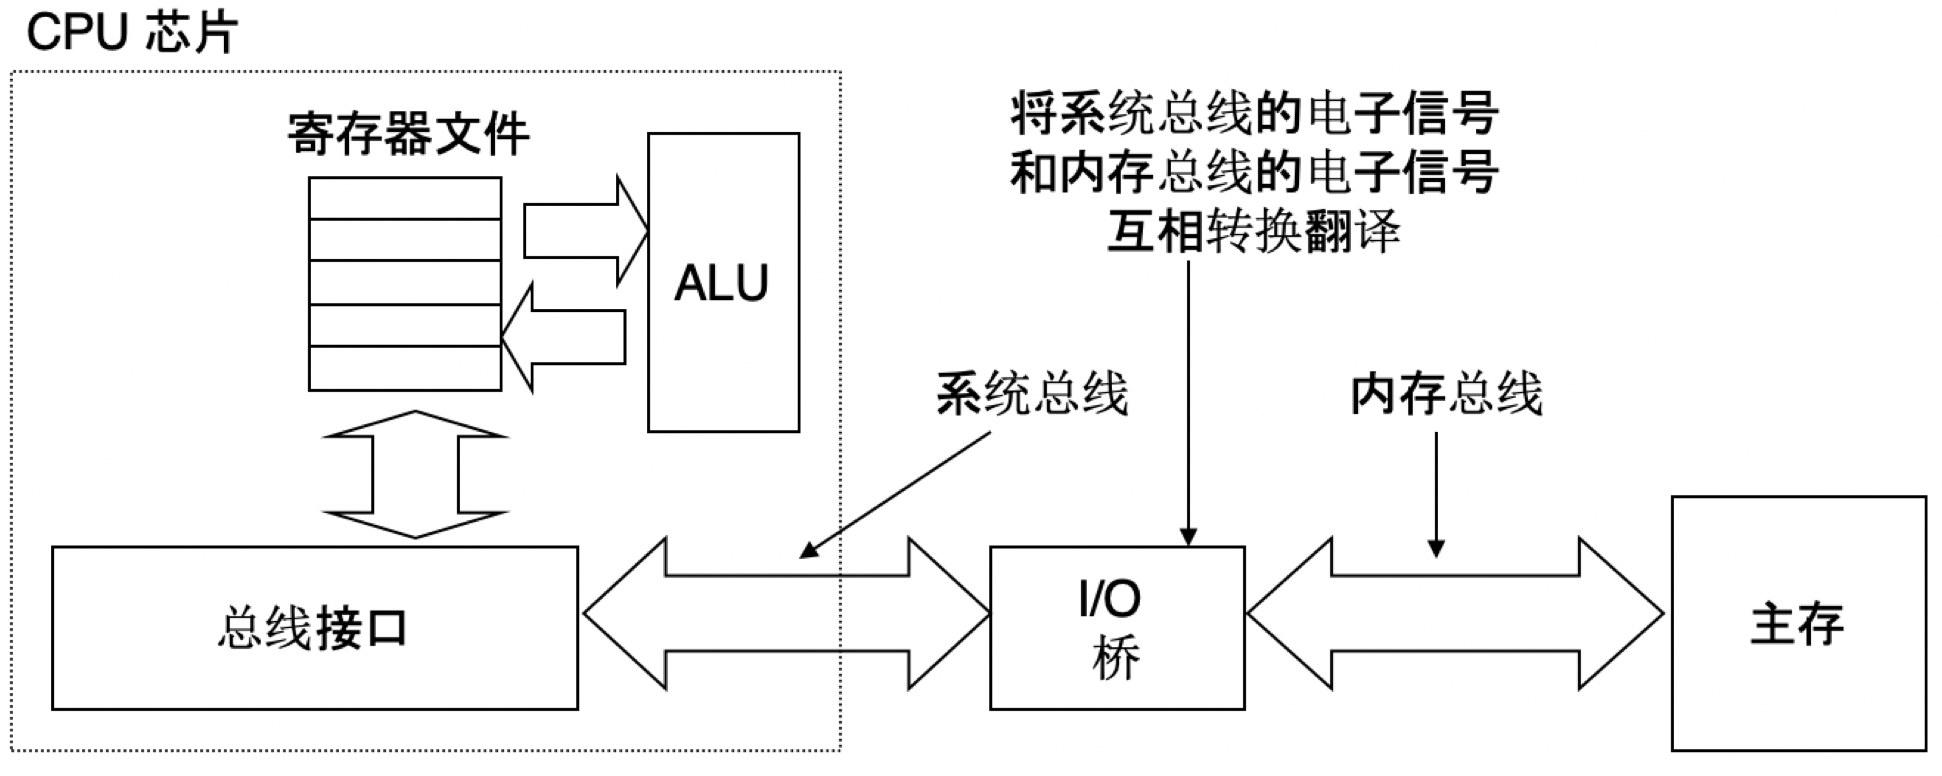 CPU 芯片
寄存器文件
ALU
将系统总线的电子信号
和内存总线的电子信号
互相转换翻译
系统总线
内存总线
总线接口
I/O
桥
主存